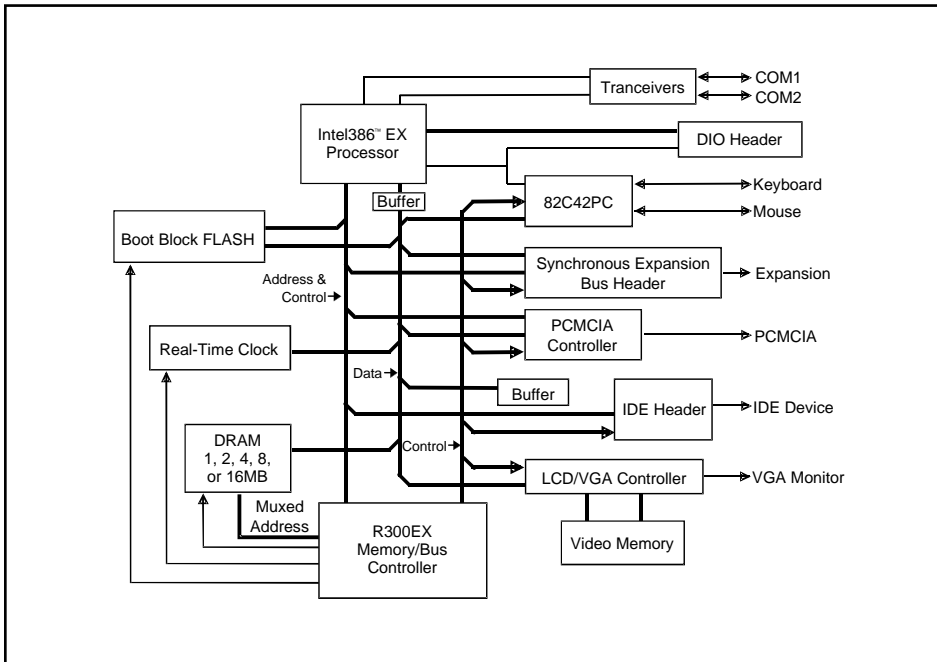 Tranceivers
COM1
COM2
Intel386™ EX
Processor
DIO Header
Buffer
82C42PC
Keyboard
Mouse
Boot Block FLASH
Synchronous Expansion
Bus Header
Expansion
Address &
Control
PCMCIA
Controller
PCMCIA
Real-Time Clock
Data
Buffer
IDE Header
IDE Device
DRAM
1, 2, 4, 8,
or 16MB
Control
LCD/VGA Controller
VGA Monitor
Muxed
Address
R300EX
Memory/Bus
Controller
Video Memory